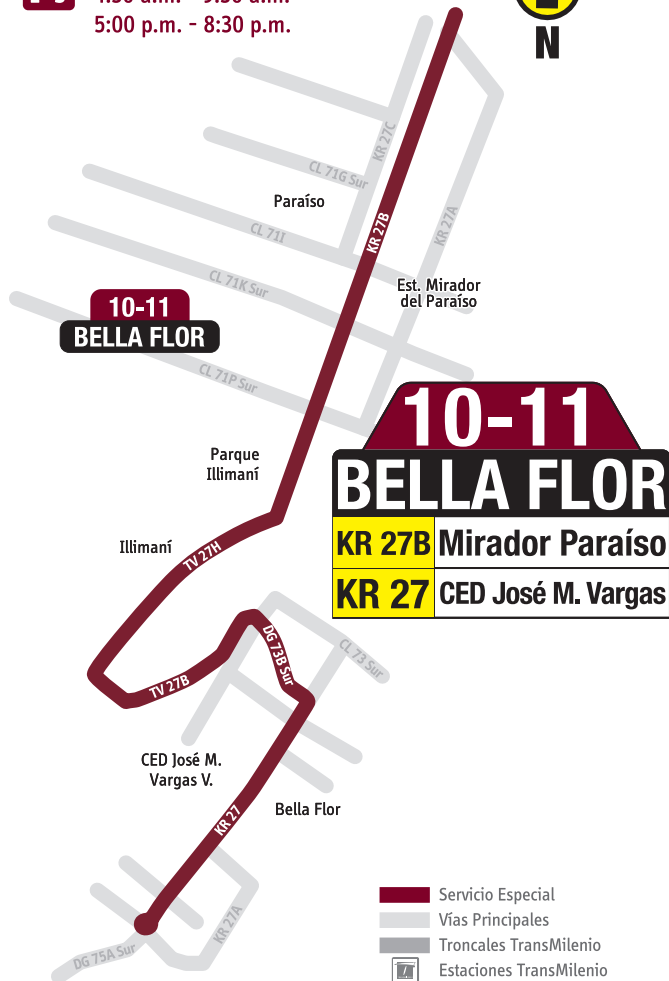 5:00 p.m. - 8:30 p.m.
N
KR 27C
CL 71G Sur
Paraíso
KR 27B
KR 27A
CL 71I
CL 71K Sur
Est. Mirador
del Paraíso
10-11
BELLA FLOR
CL 71P Sur
10-11
BELLA FLOR
KR 27B Mirador Paraíso
KR 27 CED José M. Vargas
Parque
Illimaní
Illimaní
TV 27H
DG 73B Sur
CL 73 Sur
TV 27B
CED José M.
Vargas V.
Bella Flor
KR 27
KR 27A
DG 75A Sur
Servicio Especial
Vías Principales
Troncales TransMilenio
Estaciones TransMilenio